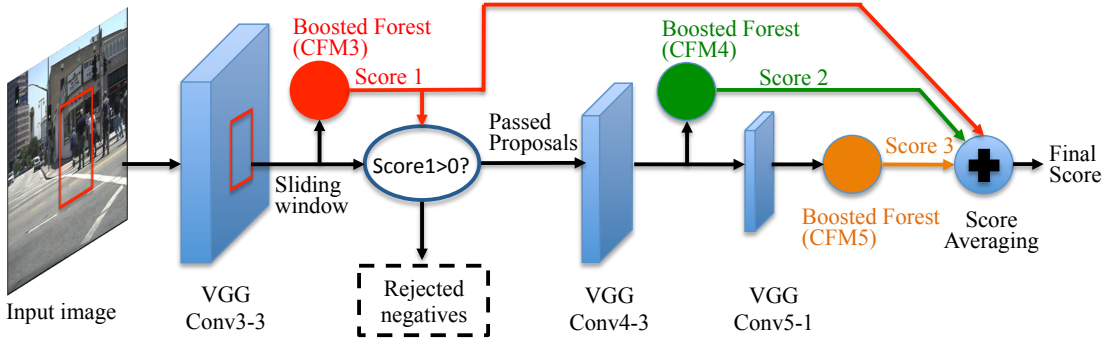 Boosted Forest
(CFM3)
Score 1
Boosted Forest
(CFM4)
Score 2
Passed
Proposals
Score1>0?
Sliding
window
Score 3
Final
Score
Boosted Forest
(CFM5)
Score
Averaging
Rejected
negatives
Input image
VGG
Conv3-3
VGG
Conv4-3
VGG
Conv5-1